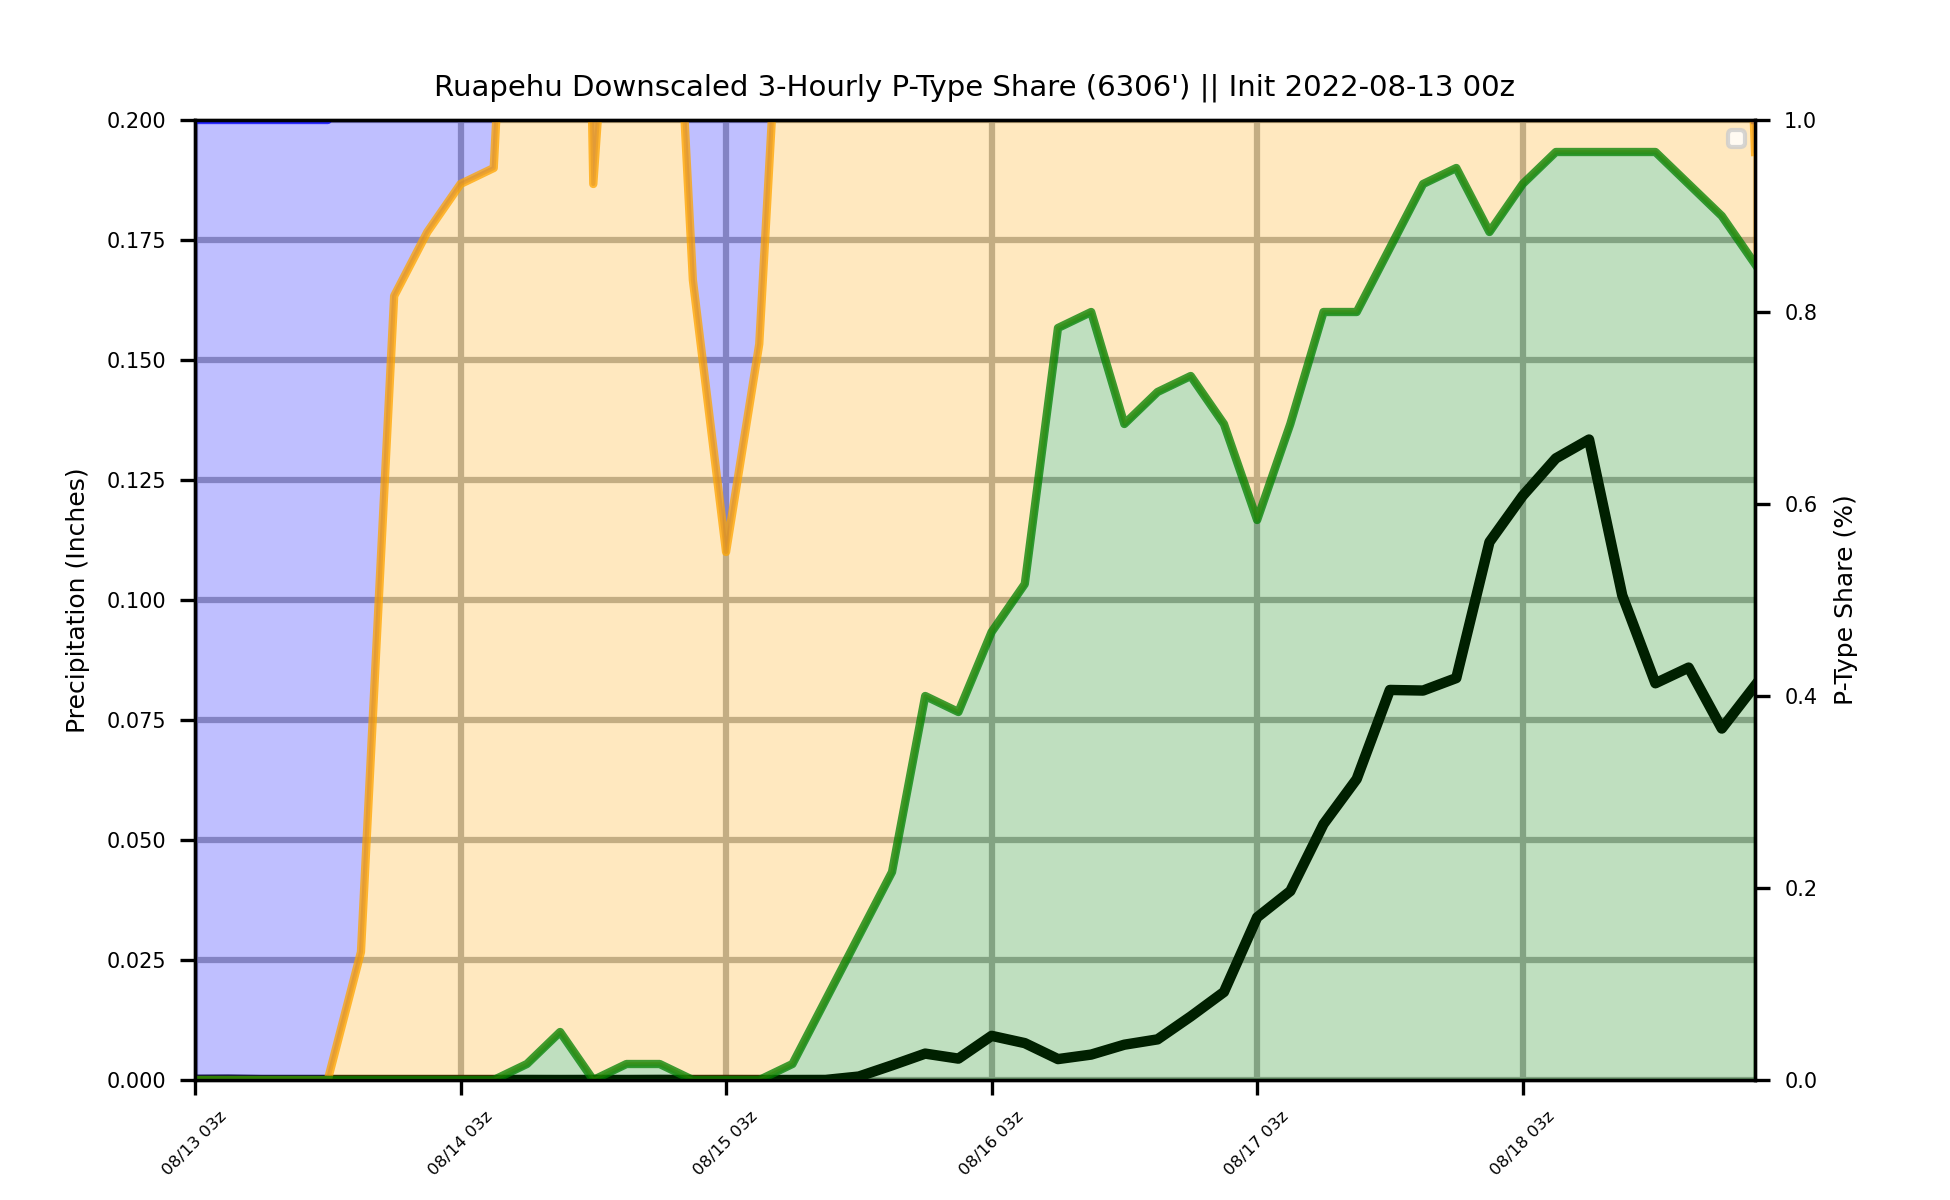 Ruapehu Downscaled 3-Hourly P-Type Share (6306') || Init 2022-08-13 00z
0.200
0.175
0.150
0.125
0.100
0.075
0.050
0.025
0.000
Precipitation (Inches)
1.0
0.8
0.6
0.4
0.2
0.0
P-Type Share (%)
08/13 03z
08/14 03z
08/15 03z
08/16 03z
08/17 03z
08/18 03z